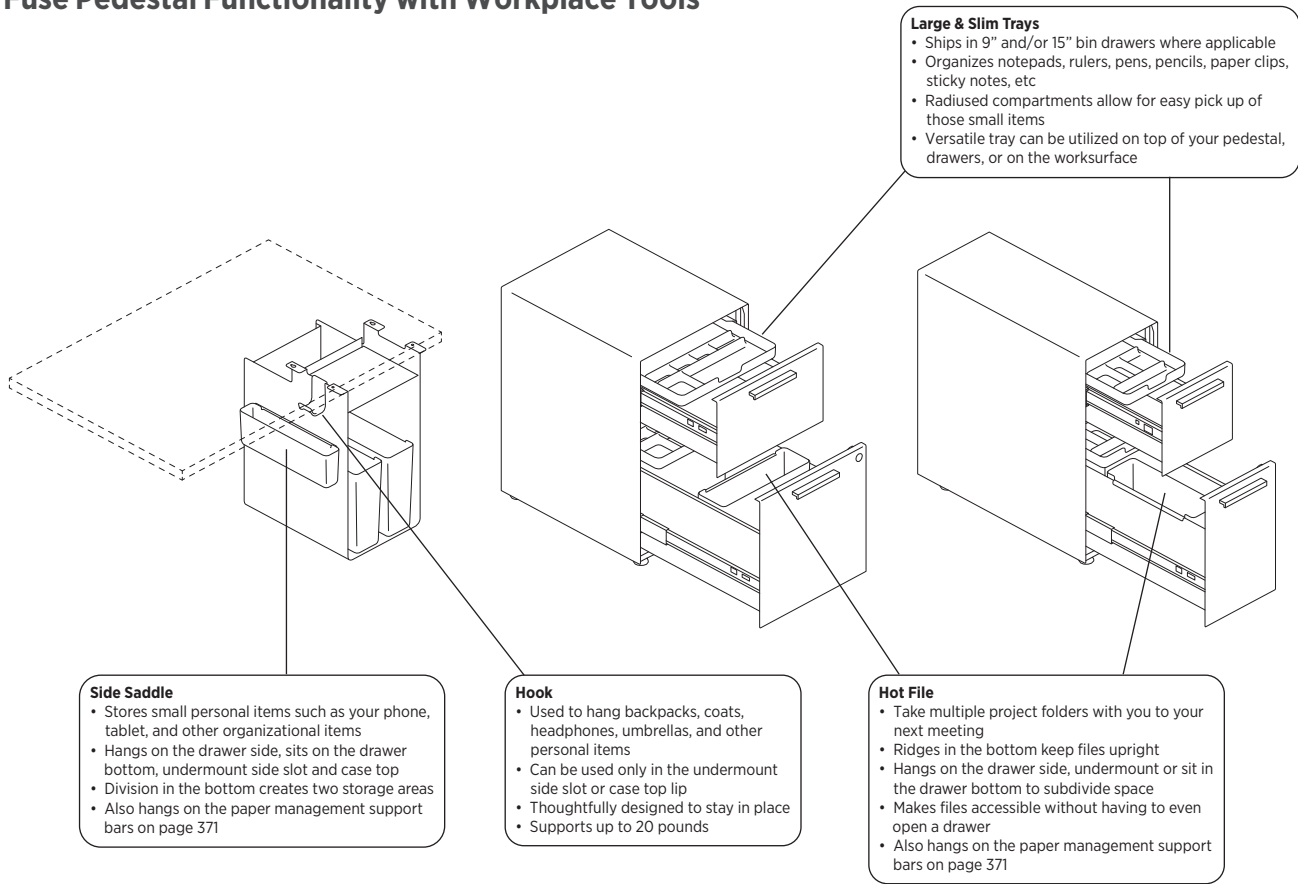 Fuse Pedestal Functionality with Workplace Tools
Large & Slim Trays
• Ships in 9” and/or 15” bin drawers where applicable
• Organizes notepads, rulers, pens, pencils, paper clips,
sticky notes, etc
• Radiused compartments allow for easy pick up of
those small items
• Versatile tray can be utilized on top of your pedestal,
drawers, or on the worksurface
Side Saddle
• Stores small personal items such as your phone,
tablet, and other organizational items
• Hangs on the drawer side, sits on the drawer
bottom, undermount side slot and case top
• Division in the bottom creates two storage areas
• Also hangs on the paper management support
bars on page 371
Hook
• Used to hang backpacks, coats,
headphones, umbrellas, and other
personal items
• Can be used only in the undermount
side slot or case top lip
• Thoughtfully designed to stay in place
• Supports up to 20 pounds
Hot File
• Take multiple project folders with you to your
next meeting
• Ridges in the bottom keep files upright
• Hangs on the drawer side, undermount or sit in
the drawer bottom to subdivide space
• Makes files accessible without having to even
open a drawer
• Also hangs on the paper management support
bars on page 371